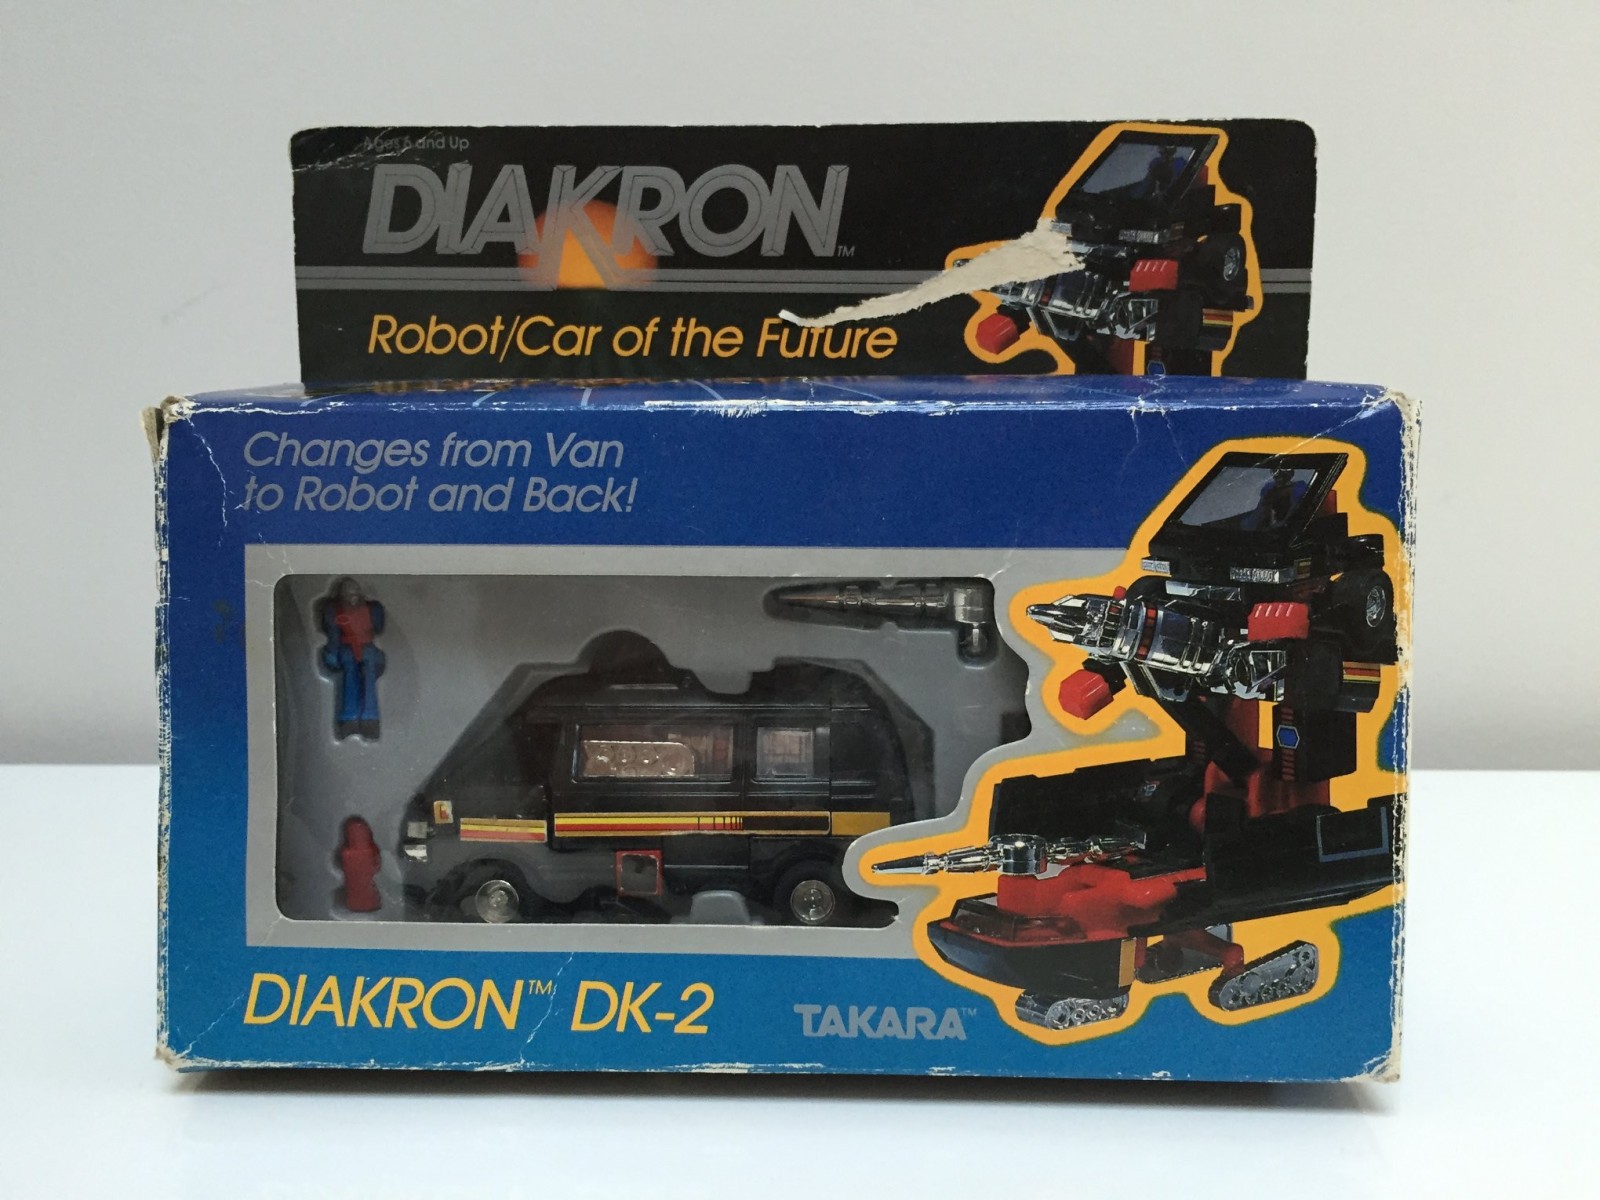 Ages 6 and Up
DIAKRON™
Robot/Car of the Future
Changes from Van
to Robot and Back!
DIAKRON™ DK-2
TAKARA™